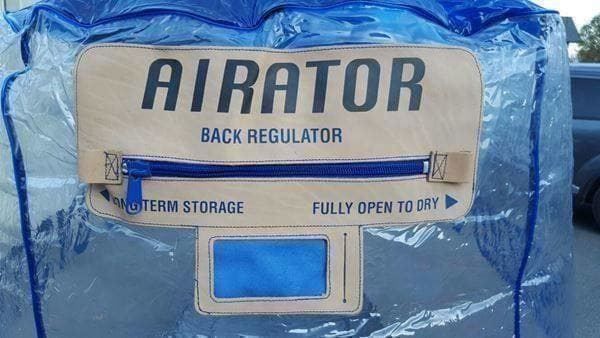 AIRATOR
BACK REGULATOR
TERM STORAGE
FULLY OPEN TO DRY